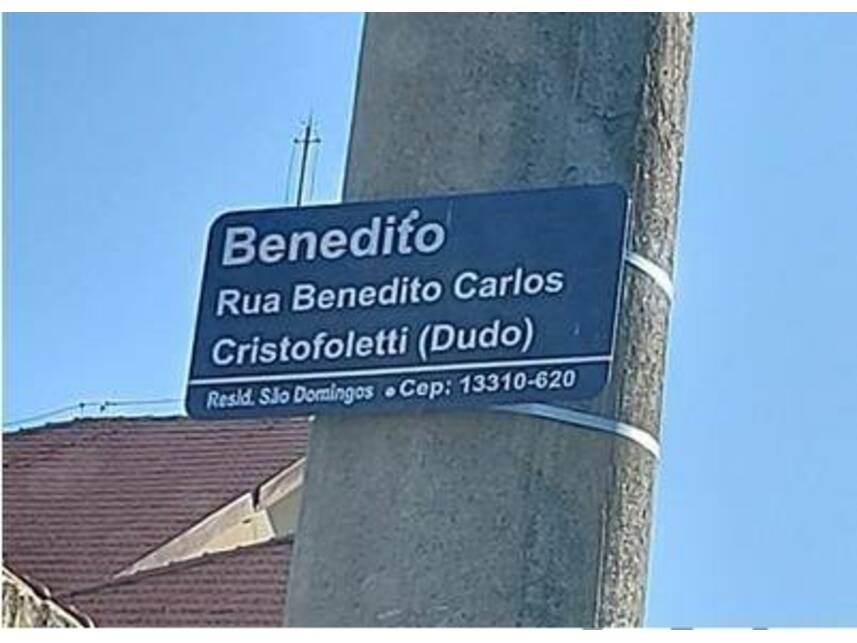 Benedito
Rua Benedito Carlos
Cristofoletti (Dudo)
Resid. São Domingos • Cep: 13310-620